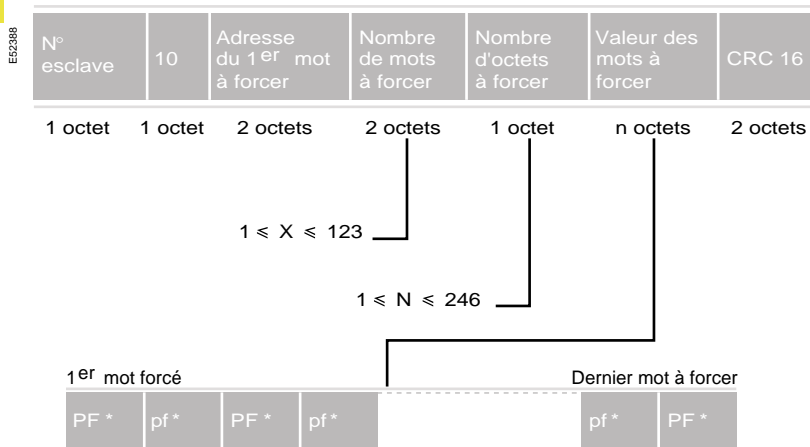 E52388
N° esclave
10
Adresse du 1er mot à forcer
Nombre de mots à forcer
Nombre d'octets à forcer
Valeur des mots à forcer
CRC 16
1 octet 1 octet 2 octets 2 octets 1 octet n octets 2 octets
1 ⩽ X ⩽ 123
1 ⩽ N ⩽ 246
1er mot forcé Dernier mot à forcer
PF * pf * PF * pf * pf * PF *